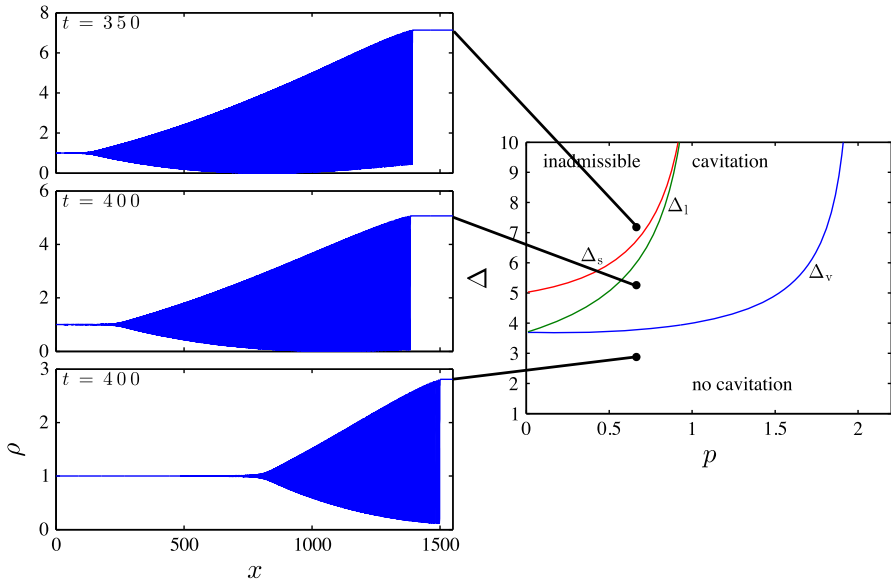 8
6
4
2
0
t = 350
6
4
2
0
t = 400
3
2
1
0
t = 400
ρ
0 500 1000 1500
x
10
9
8
7
6
5
4
3
2
1
Δ
inadmissible cavitation
Δl
Δs
Δv
no cavitation
0 0.5 1 1.5 2
p